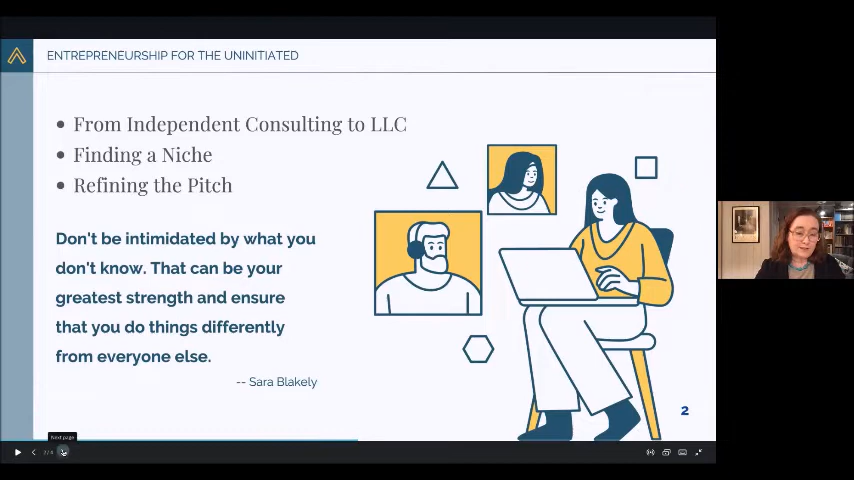 ENTREPRENEURSHIP FOR THE UNINITIATED
From Independent Consulting to LLC
Finding a Niche
Refining the Pitch
Don't be intimidated by what you
don't know. That can be your
greatest strength and ensure
that you do things differently
from everyone else.
-- Sara Blakely
2
Next page